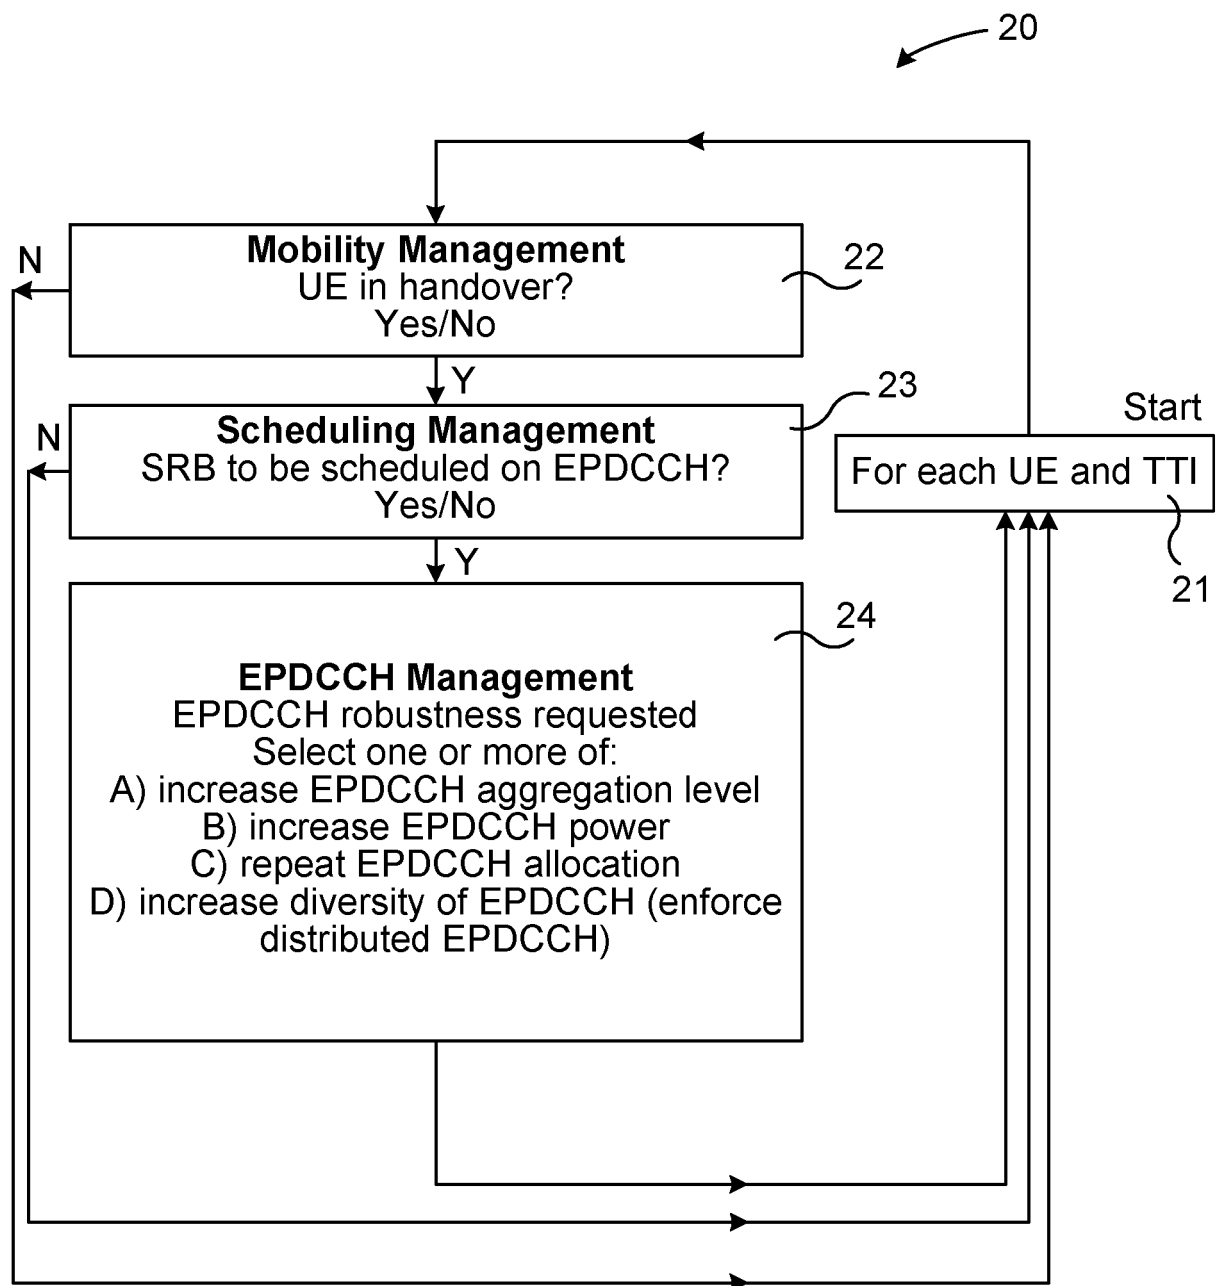 20
Mobility Management
UE in handover?
Yes/No
22
N
Y
23
Scheduling Management
SRB to be scheduled on EPDCCH?
Yes/No
N
Start
For each UE and TTI
21
Y
24
EPDCCH Management
EPDCCH robustness requested
Select one or more of:
A) increase EPDCCH aggregation level
B) increase EPDCCH power
C) repeat EPDCCH allocation
D) increase diversity of EPDCCH (enforce
distributed EPDCCH)